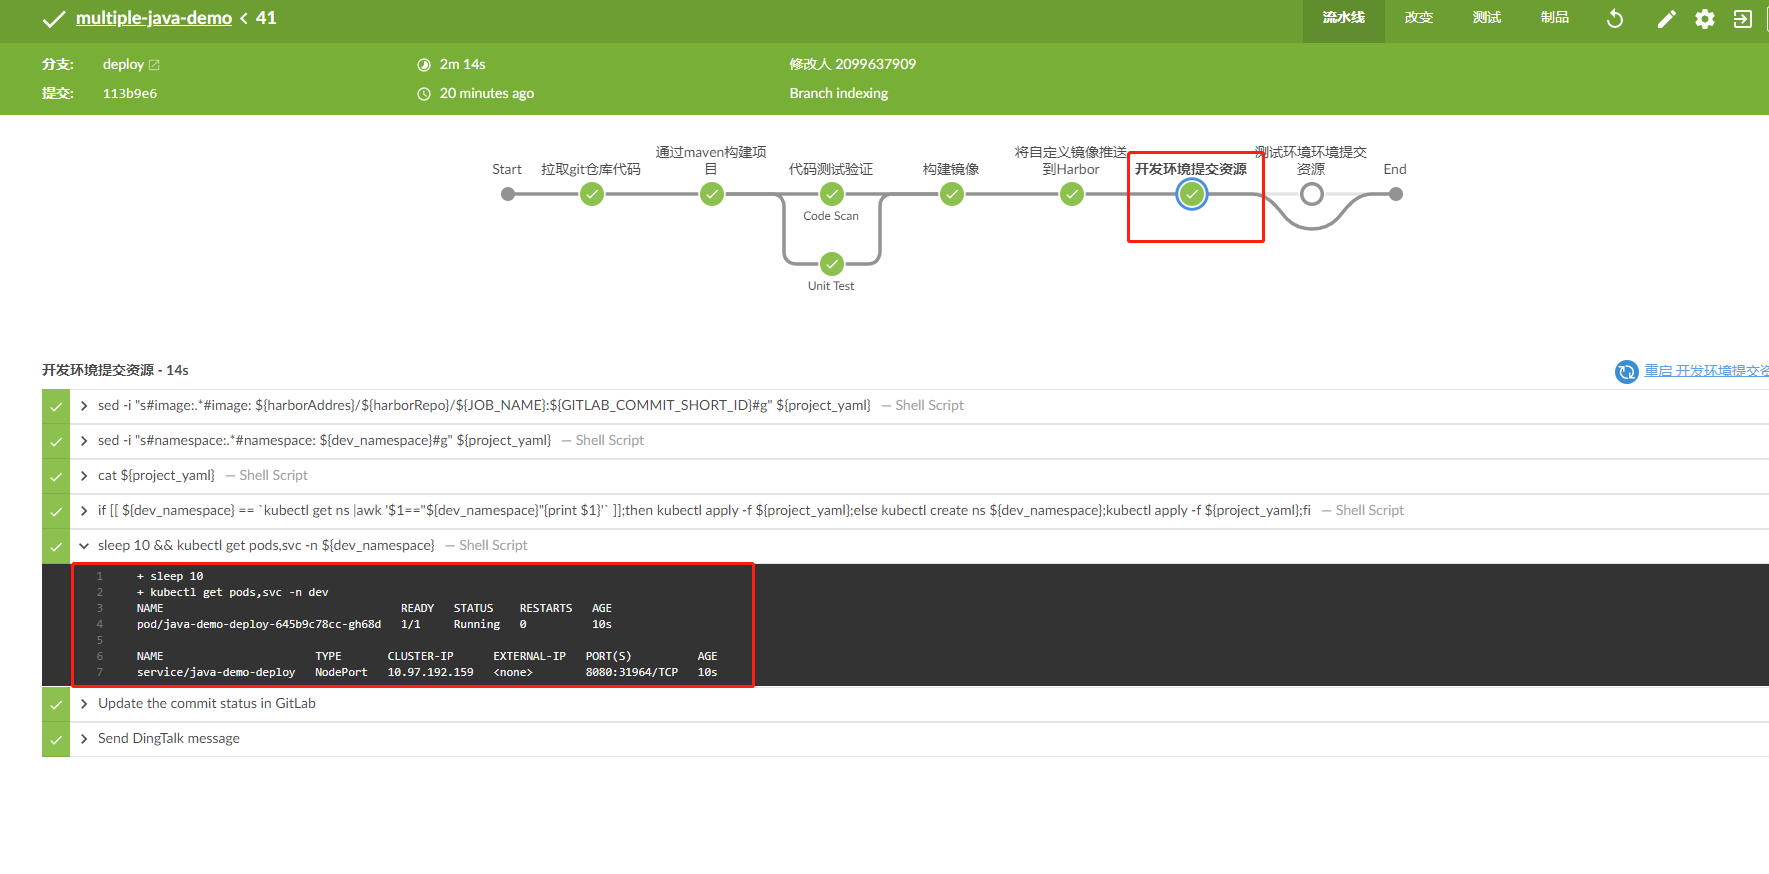 multiple-java-demo < 41
流水线 改变 测试 制品
分支: deploy 2m 14s 修改人 2099637909
提交: 113b9e6 20 minutes ago Branch indexing
Start
拉取git仓库代码
通过maven构建项
目
代码测试验证
构建镜像
将自定义镜像推送
到Harbor
开发环境提交资源
测试环境环境提交
资源
End
Code Scan
Unit Test
开发环境提交资源 - 14s
重启 开发环境提交资
sed -i "s#image:.*#image: ${harborAddres}/${harborRepo}/${JOB_NAME}:${GITLAB_COMMIT_SHORT_ID}#g" ${project_yaml} — Shell Script
sed -i "s#namespace:.*#namespace: ${dev_namespace}#g" ${project_yaml} — Shell Script
cat ${project_yaml} — Shell Script
if [[ ${dev_namespace} == `kubectl get ns |awk '$1=="${dev_namespace}"{print $1}'` ]];then kubectl apply -f ${project_yaml};else kubectl create ns ${dev_namespace};kubectl apply -f ${project_yaml};fi — Shell Script
sleep 10 && kubectl get pods,svc -n ${dev_namespace} — Shell Script
1 + sleep 10
2 + kubectl get pods,svc -n dev
3 NAME READY STATUS RESTARTS AGE
4 pod/java-demo-deploy-645b9c78cc-gh68d 1/1 Running 0 10s
5
6 NAME TYPE CLUSTER-IP EXTERNAL-IP PORT(S) AGE
7 service/java-demo-deploy NodePort 10.97.192.159 <none> 8080:31964/TCP 10s
Update the commit status in GitLab
Send DingTalk message